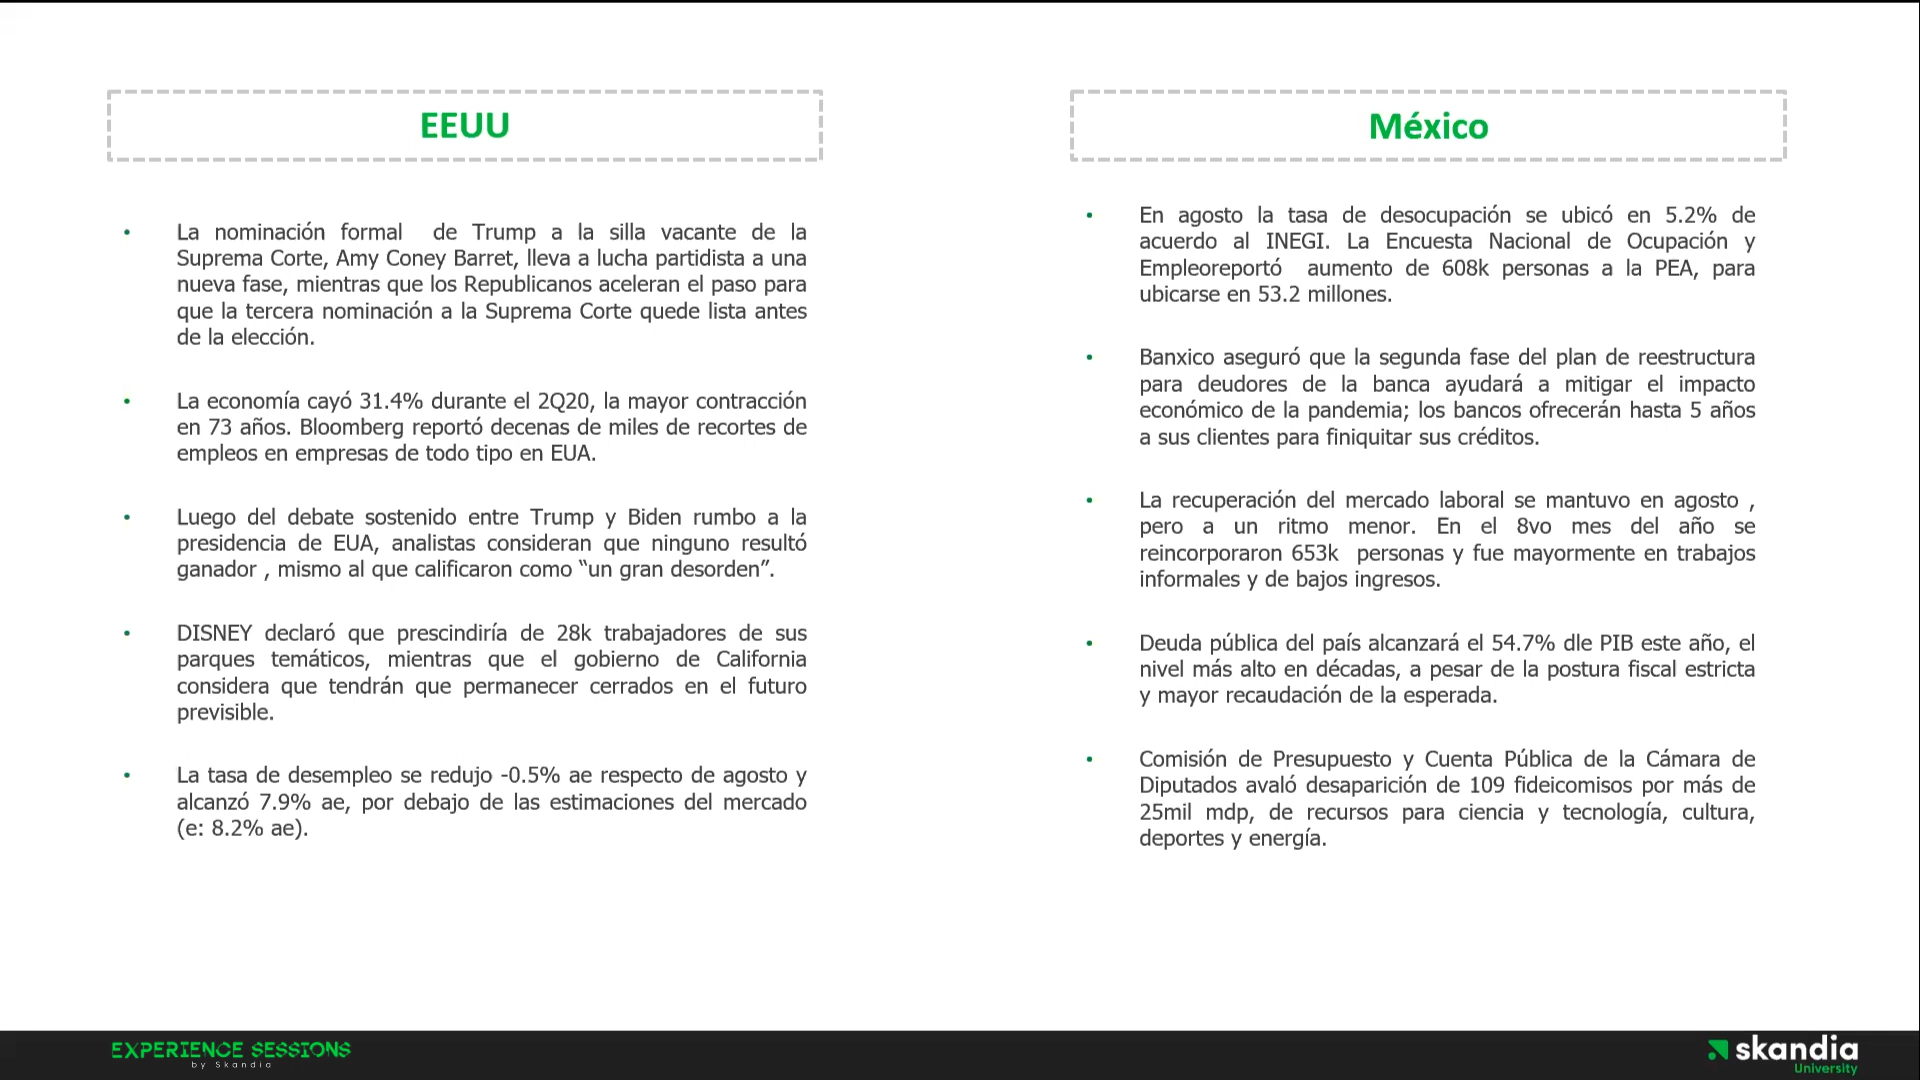 EEUU
• La nominación formal  de Trump a la silla vacante de la
Suprema Corte, Amy Coney Barret, lleva a lucha partidista a una
nueva fase, mientras que los Republicanos aceleran el paso para
que la tercera nominación a la Suprema Corte quede lista antes
de la elección.
• La economía cayó 31.4% durante el 2Q20, la mayor contracción
en 73 años. Bloomberg reportó decenas de miles de recortes de
empleos en empresas de todo tipo en EUA.
• Luego del debate sostenido entre Trump y Biden rumbo a la
presidencia de EUA, analistas consideran que ninguno resultó
ganador , mismo al que calificaron como “un gran desorden”.
• DISNEY declaró que prescindiría de 28k trabajadores de sus
parques temáticos, mientras que el gobierno de California
considera que tendrán que permanecer cerrados en el futuro
previsible.
• La tasa de desempleo se redujo -0.5% ae respecto de agosto y
alcanzó 7.9% ae, por debajo de las estimaciones del mercado
(e: 8.2% ae).
México
• En agosto la tasa de desocupación se ubicó en 5.2% de
acuerdo al INEGI. La Encuesta Nacional de Ocupación y
Empleoreportó  aumento de 608k personas a la PEA, para
ubicarse en 53.2 millones.
• Banxico aseguró que la segunda fase del plan de reestructura
para deudores de la banca ayudará a mitigar el impacto
económico de la pandemia; los bancos ofrecerán hasta 5 años
a sus clientes para finiquitar sus créditos.
• La recuperación del mercado laboral se mantuvo en agosto ,
pero a un ritmo menor. En el 8vo mes del año se
reincorporaron 653k  personas y fue mayormente en trabajos
informales y de bajos ingresos.
• Deuda pública del país alcanzará el 54.7% dle PIB este año, el
nivel más alto en décadas, a pesar de la postura fiscal estricta
y mayor recaudación de la esperada.
• Comisión de Presupuesto y Cuenta Pública de la Cámara de
Diputados avaló desaparición de 109 fideicomisos por más de
25mil mdp, de recursos para ciencia y tecnología, cultura,
deportes y energía.
EXPERIENCE SESSIONS
by Skandia
skandia
University